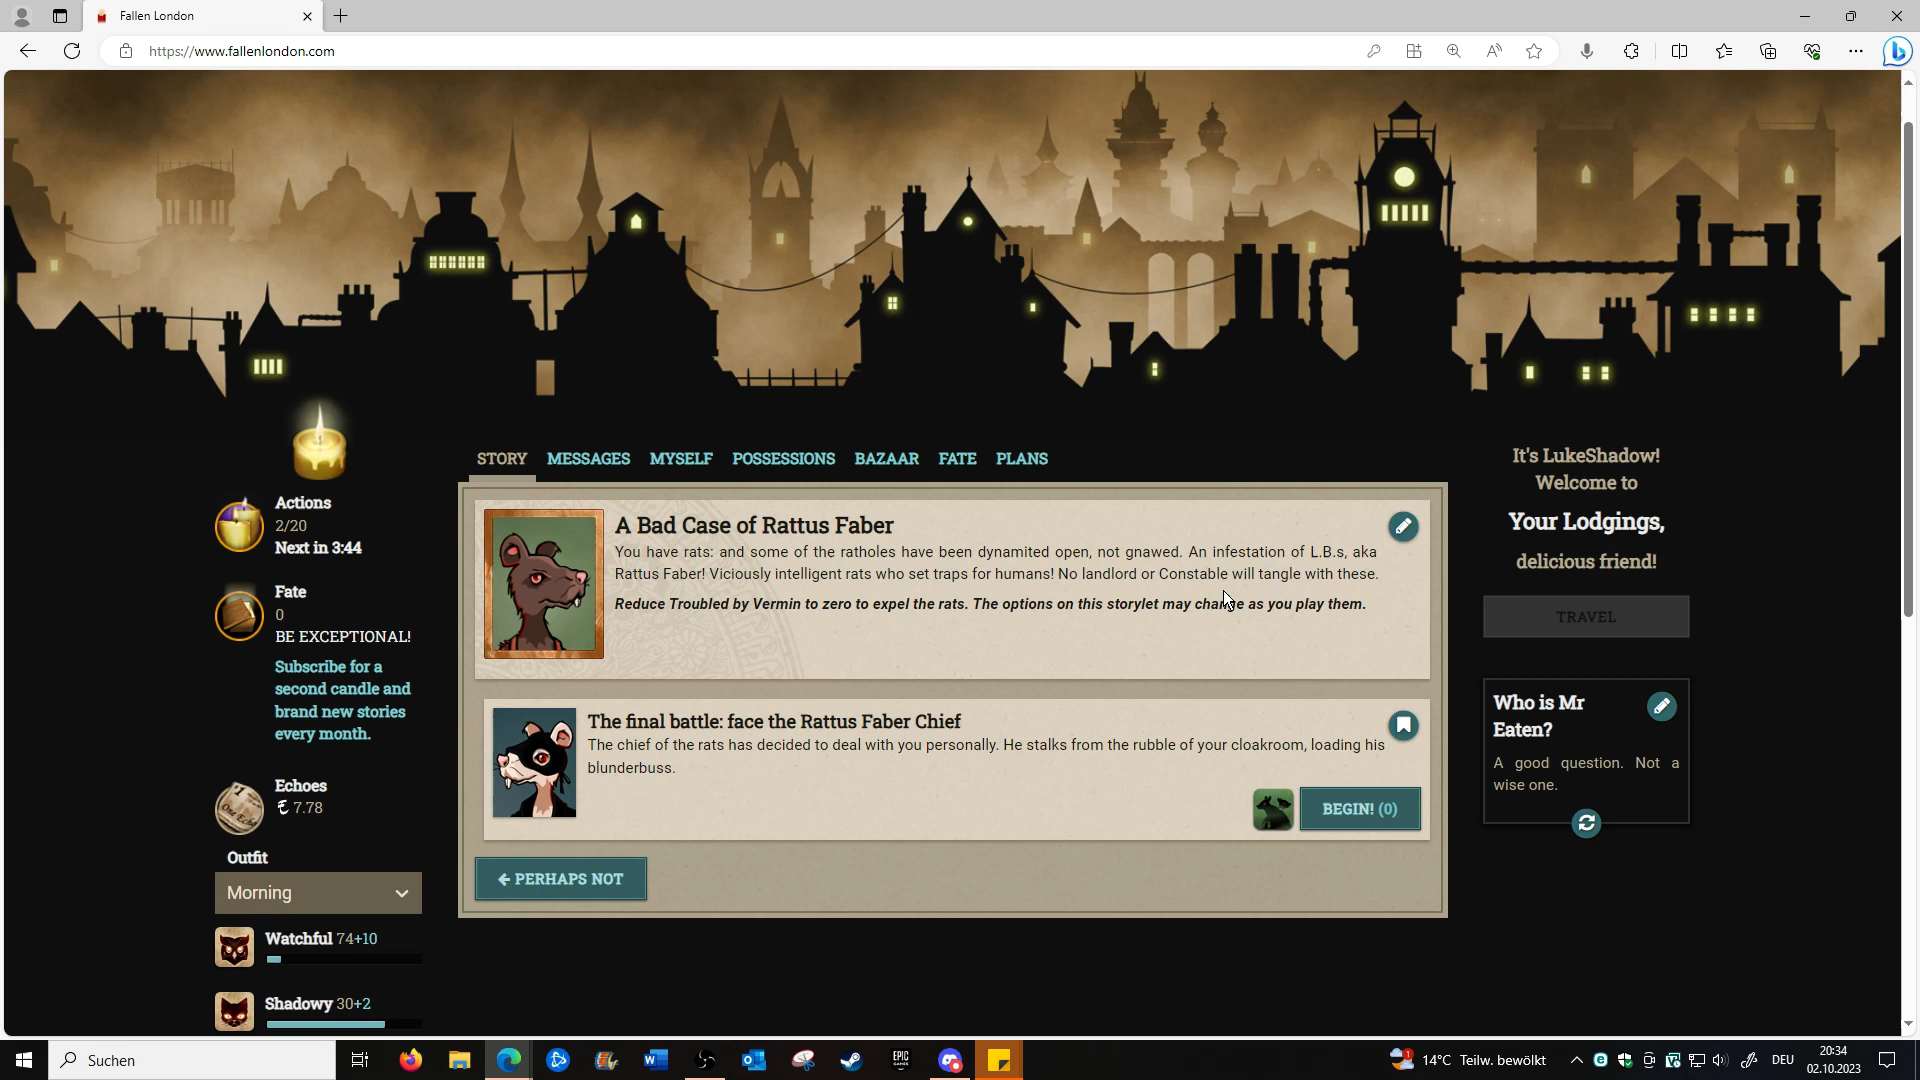 Fallen London
https://www.fallenlondon.com
STORY MESSAGES MYSELF POSSESSIONS BAZAAR FATE PLANS
Actions
2/20
Next in 3:44
Fate
0
BE EXCEPTIONAL!
Subscribe for a
second candle and
brand new stories
every month.
Echoes
7.78
Outfit
Morning
Watchful 74+10
Shadowy 30+2
A Bad Case of Rattus Faber
You have rats: and some of the ratholes have been dynamited open, not gnawed. An infestation of L.B.s, aka
Rattus Faber! Viciously intelligent rats who set traps for humans! No landlord or Constable will tangle with these.
Reduce Troubled by Vermin to zero to expel the rats. The options on this storylet may change as you play them.
The final battle: face the Rattus Faber Chief
The chief of the rats has decided to deal with you personally. He stalks from the rubble of your cloakroom, loading his
blunderbuss.
BEGIN! (0)
PERHAPS NOT
It's LukeShadow!
Welcome to
Your Lodgings,
delicious friend!
TRAVEL
Who is Mr
Eaten?
A good question. Not a
wise one.
Suchen
EPIC
GAMES
14°C Teilw. bewölkt
DEU
20:34
02.10.2023